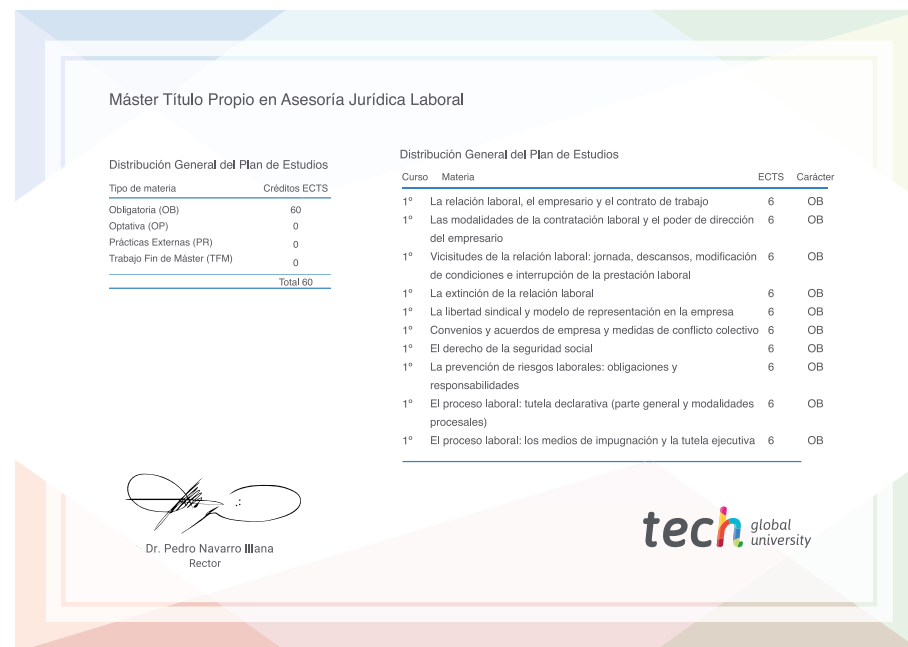 Máster Título Propio en Asesoría Jurídica Laboral
Distribución General del Plan de Estudios
Tipo de materia Créditos ECTS
Obligatoria (OB) 60
Optativa (OP) 0
Prácticas Externas (PR) 0
Trabajo Fin de Máster (TFM) 0
Total 60
Distribución General del Plan de Estudios
Curso Materia ECTS Carácter
1º La relación laboral, el empresario y el contrato de trabajo 6 OB
1º Las modalidades de la contratación laboral y el poder de dirección 6 OB
del empresario
1º Vicisitudes de la relación laboral: jornada, descansos, modificación 6 OB
de condiciones e interrupción de la prestación laboral
1º La extinción de la relación laboral 6 OB
1º La libertad sindical y modelo de representación en la empresa 6 OB
1º Convenios y acuerdos de empresa y medidas de conflicto colectivo 6 OB
1º El derecho de la seguridad social 6 OB
1º La prevención de riesgos laborales: obligaciones y 6 OB
responsabilidades
1º El proceso laboral: tutela declarativa (parte general y modalidades 6 OB
procesales)
1º El proceso laboral: los medios de impugnación y la tutela ejecutiva 6 OB
Dr. Pedro Navarro Illana
Rector
tech global
university